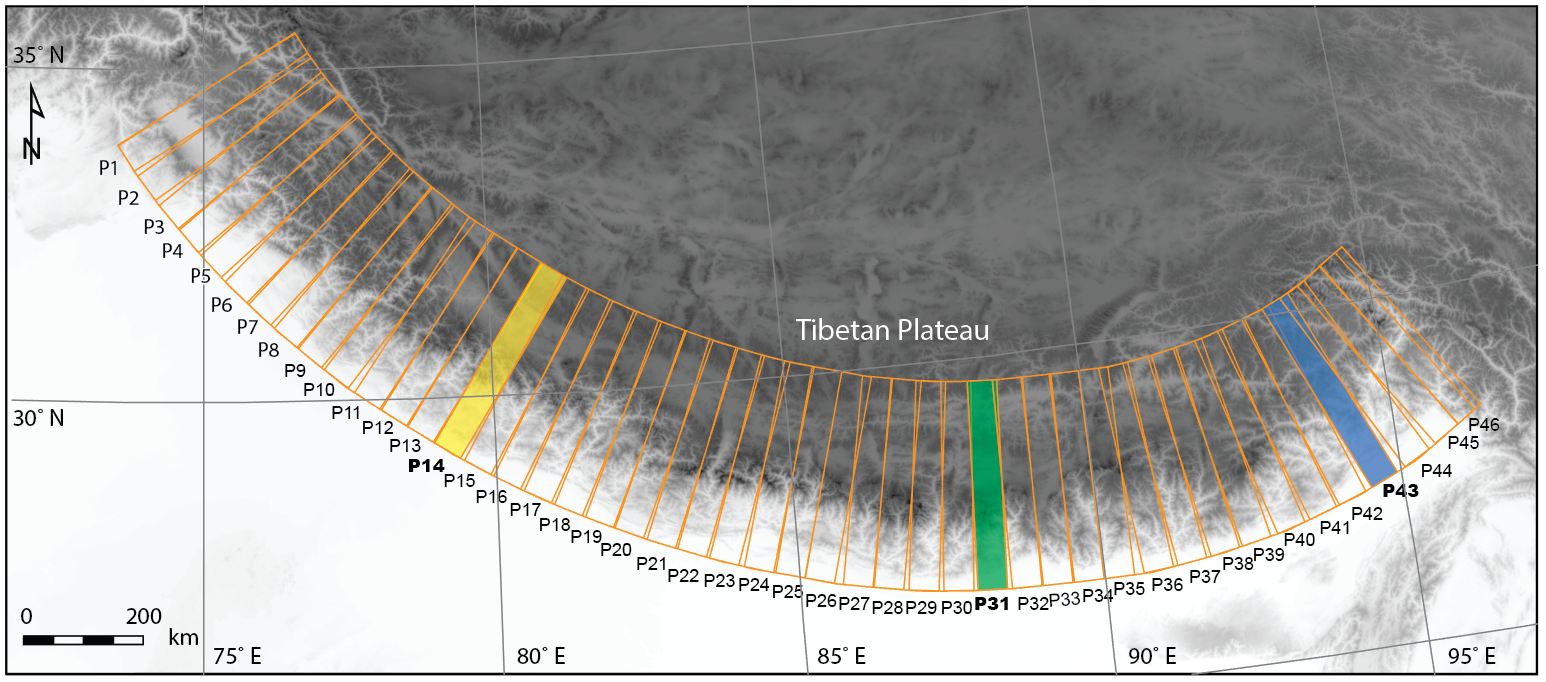 35° N
N
P1
P2
P3
P4
P5
P6
P7
P8
P9
P10
P11
P12
P13
P14
P15
P16
P17
P18
P19
P20
P21
P22
P23
P24
P25
P26
P27
P28
P29
P30
P31
P32
P33
P34
P35
P36
P37
P38
P39
P40
P41
P42
P43
P44
P45
P46
Tibetan Plateau
30° N
0 200
km
75° E 80° E 85° E 90° E 95° E